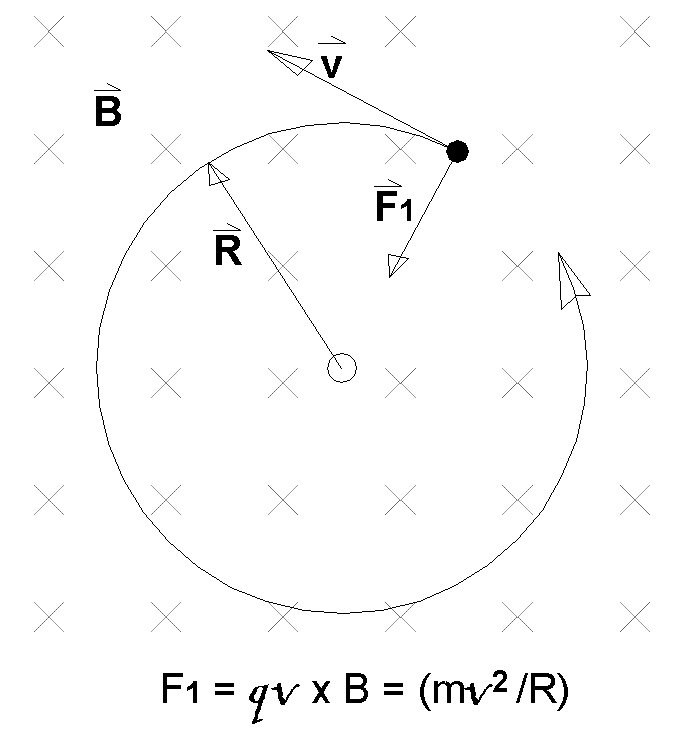 v
B
F1
R
F1 = qv x B = (mv²/R)